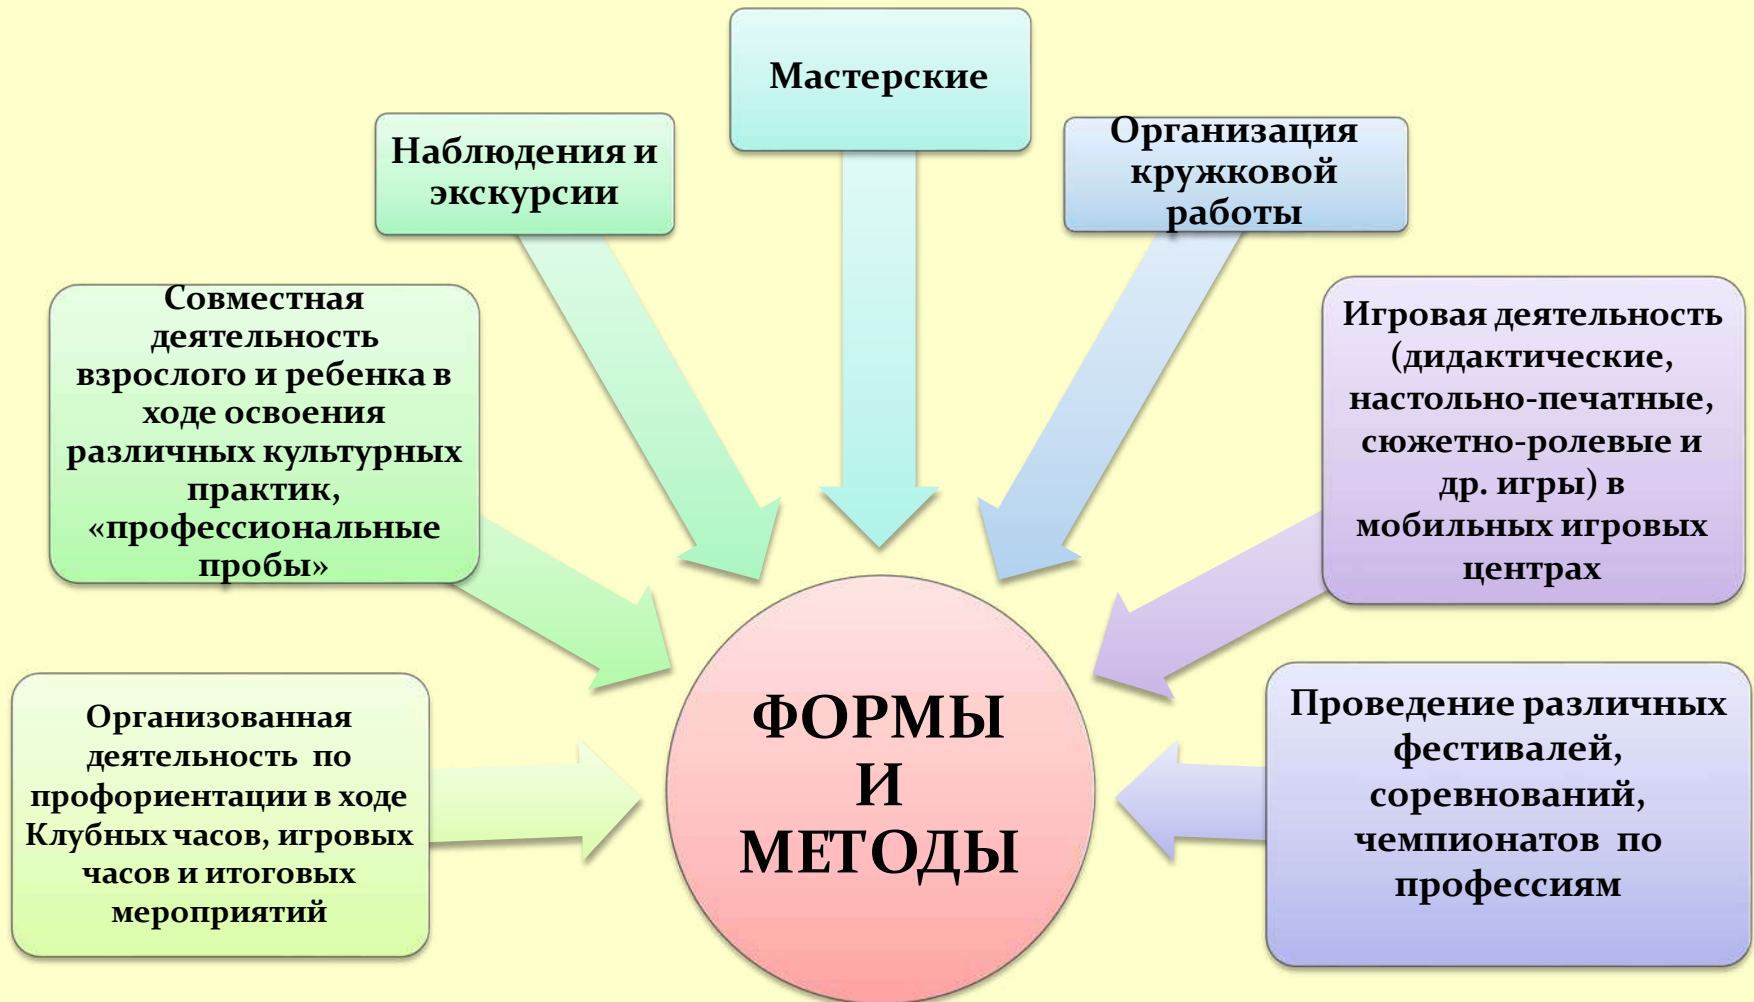 Мастерские
Наблюдения и
экскурсии
Организация
кружковой
работы
Совместная
деятельность
взрослого и ребенка в
ходе освоения
различных культурных
практик,
«профессиональные
пробы»
Игровая деятельность
(дидактические,
настольно-печатные,
сюжетно-ролевые и
др. игры) в
мобильных игровых
центрах
Организованная
деятельность по
профориентации в ходе
Клубных часов, игровых
часов и итоговых
мероприятий
ФОРМЫ
И
МЕТОДЫ
Проведение различных
фестивалей,
соревнований,
чемпионатов по
профессиям